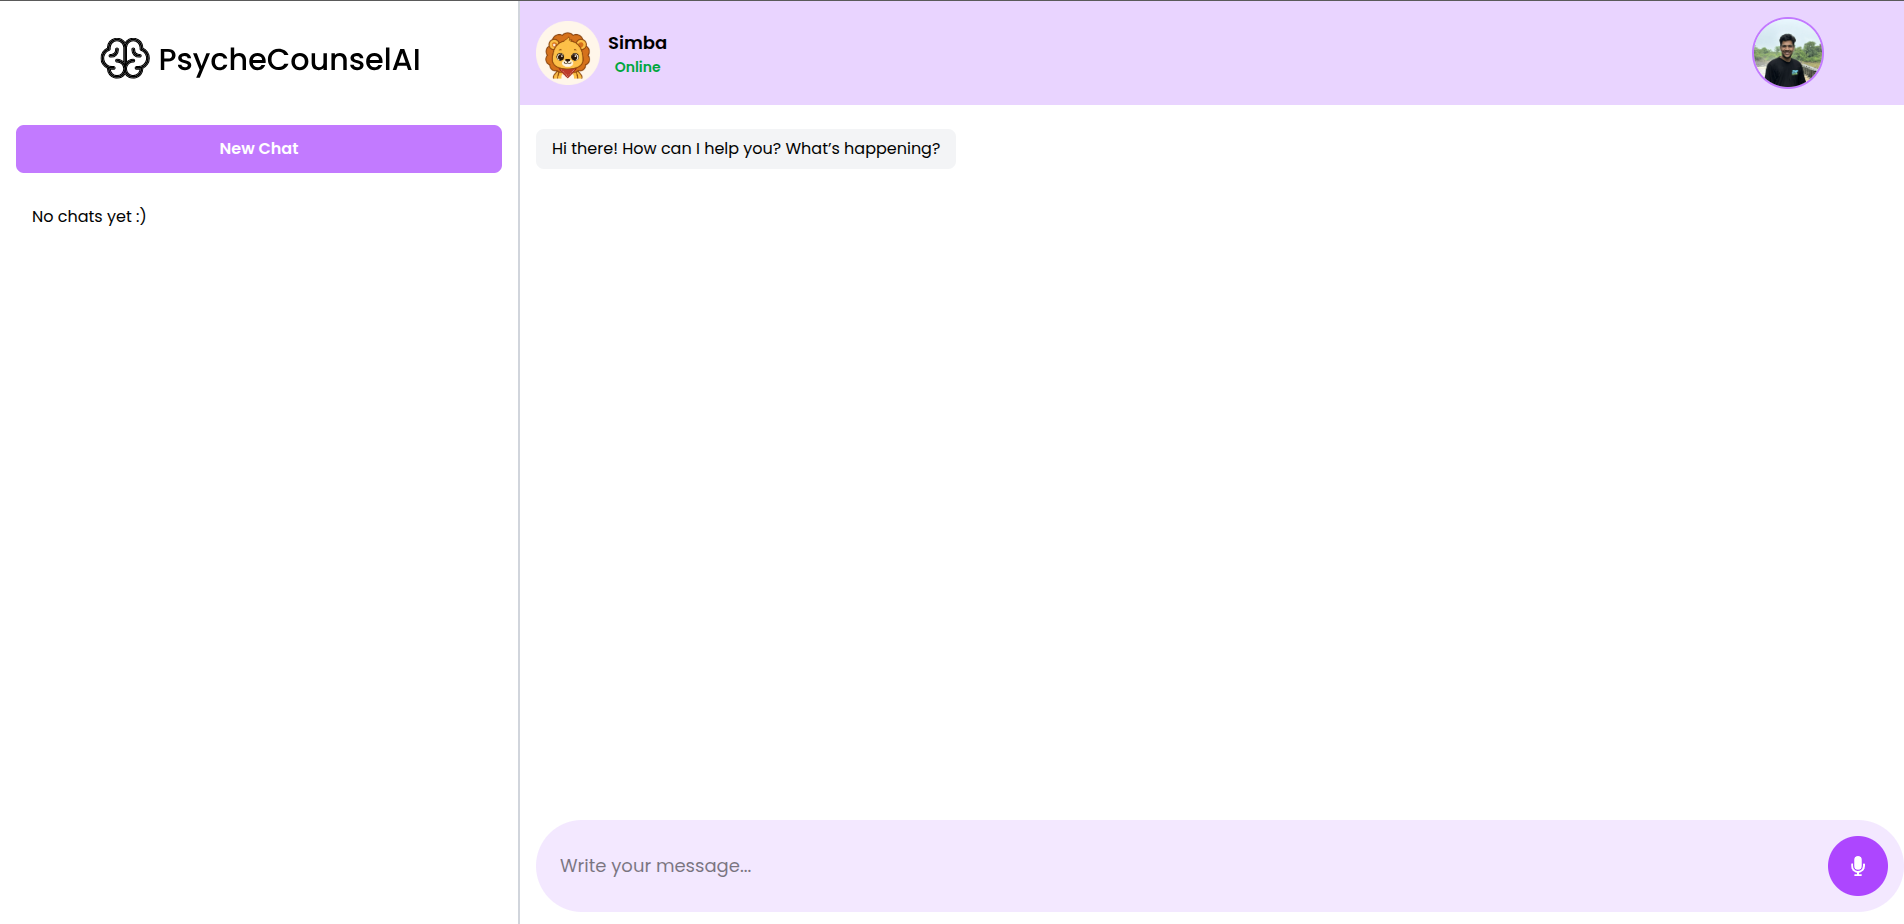 PsycheCounselAI
New Chat
No chats yet :)
Simba
Online
Hi there! How can I help you? What’s happening?
Write your message...